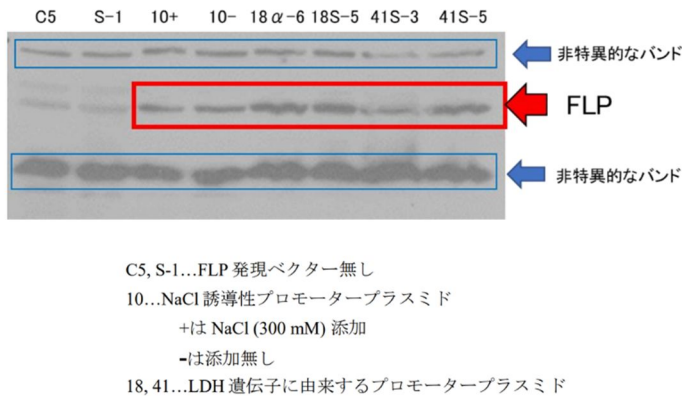 C5 S-1 10+ 10- 18α-6 18S-5 41S-3 41S-5
非特異的なバンド
FLP
非特異的なバンド
C5, S-1…FLP 発現ベクター無し
10…NaCl 誘導性プロモータープラスミド
+は NaCl (300 mM) 添加
-は添加無し
18, 41…LDH 遺伝子に由来するプロモータープラスミド